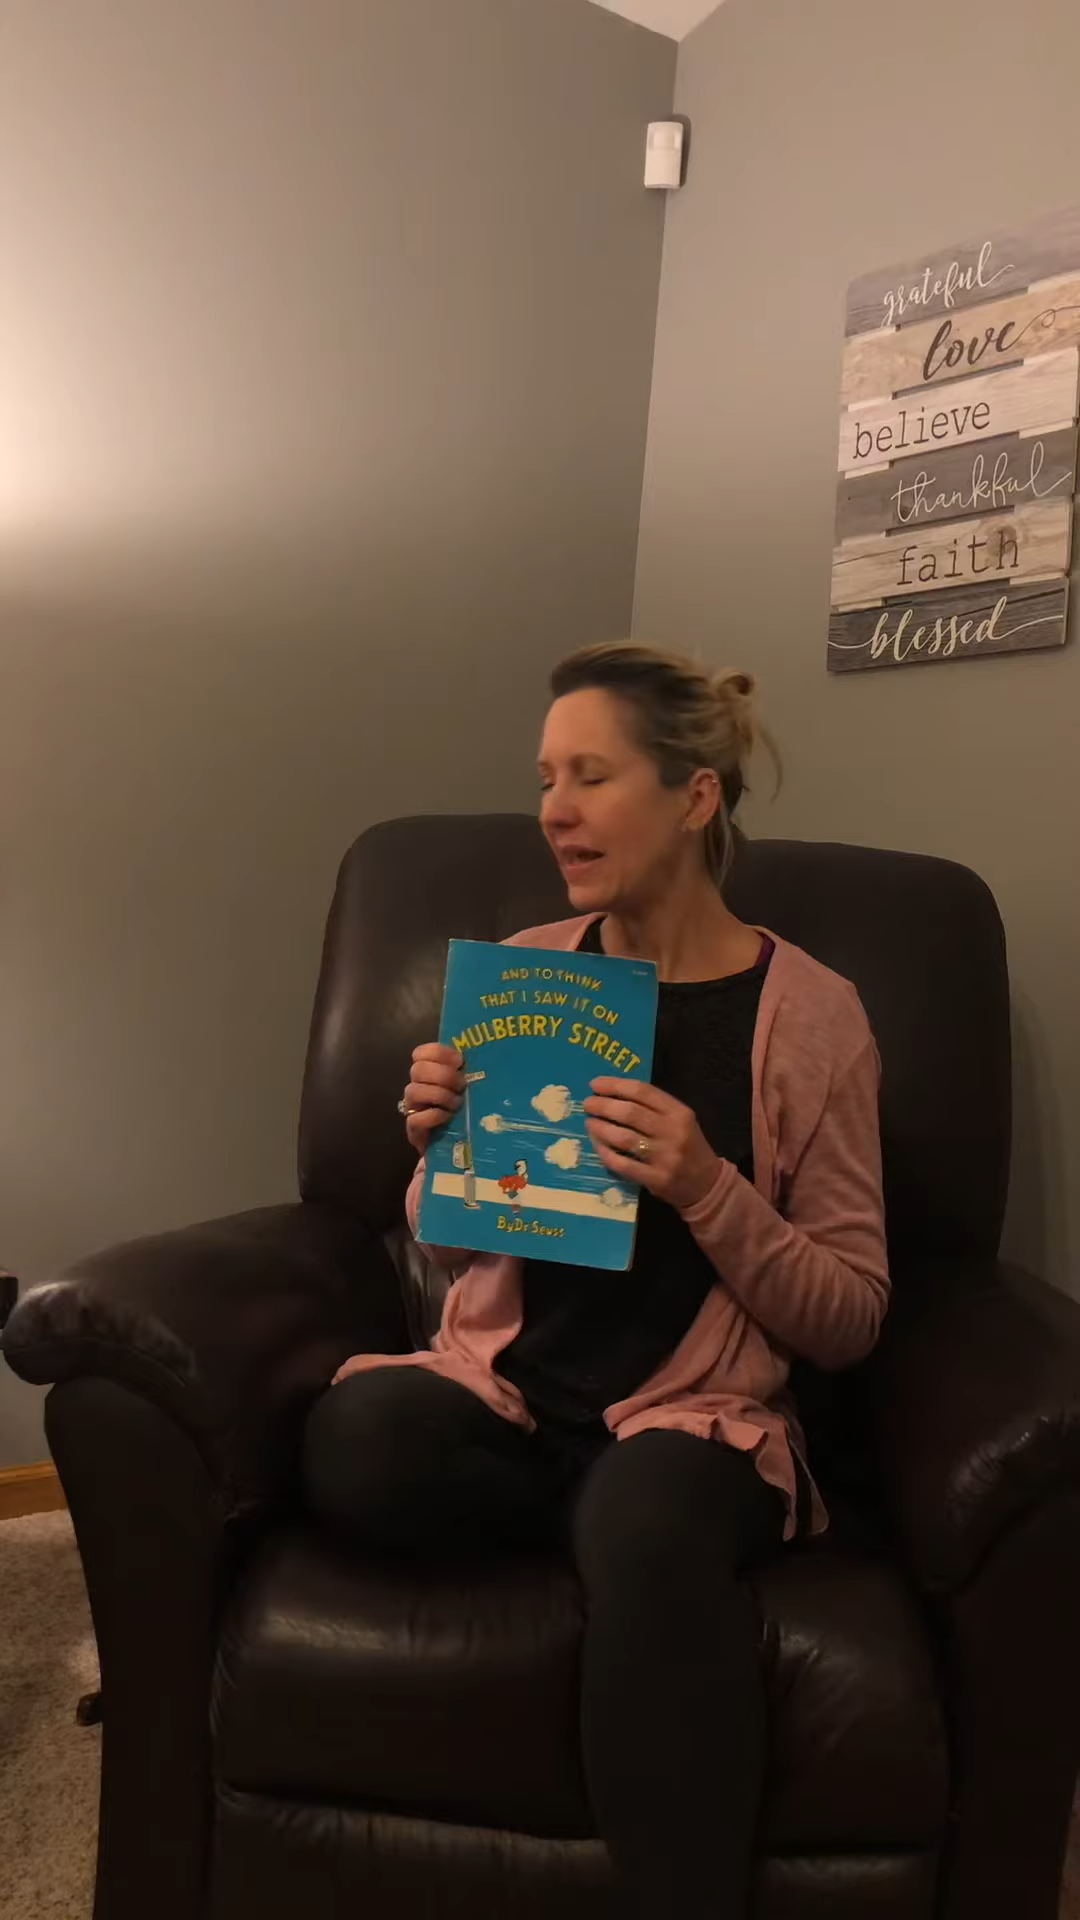 grateful
love
believe
thankful
faith
blessed
AND TO THINK
THAT I SAW IT ON
MULBERRY STREET
By Dr Seuss